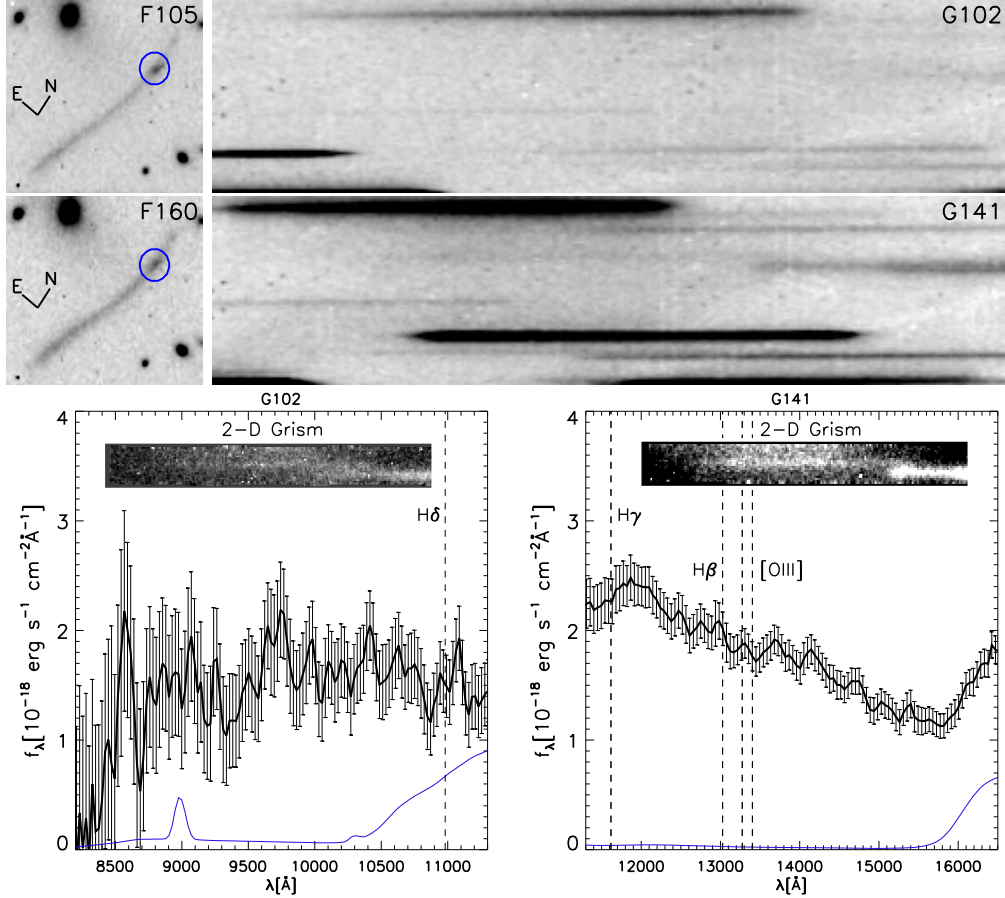 F105
E N
G102
F160
E N
G141
G102
2-D Grism
Hδ
f_λ[10⁻¹⁸ erg s⁻¹ cm⁻²Å⁻¹]
4
3
2
1
0
8500 9000 9500 10000 10500 11000
λ[Å]
G141
2-D Grism
Hγ
Hβ
[OIII]
f_λ[10⁻¹⁸ erg s⁻¹ cm⁻²Å⁻¹]
4
3
2
1
0
12000 13000 14000 15000 16000
λ[Å]